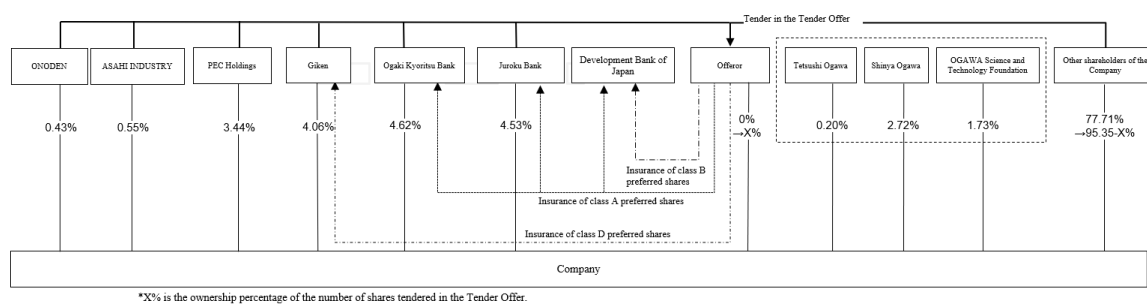 Tender in the Tender Offer
ONODEN
ASAHI INDUSTRY
PEC Holdings
Giken
Ogaki Kyoritsu Bank
Juroku Bank
Development Bank of
Japan
Offeror
Tetsushi Ogawa
Shinya Ogawa
OGAWA Science and
Technology Foundation
Other shareholders of the
Company
0.43%
0.55%
3.44%
4.06%
4.62%
4.53%
0%
→X%
0.20%
2.72%
1.73%
77.71%
→95.35-X%
Insurance of class B
preferred shares
Insurance of class A preferred shares
Insurance of class D preferred shares
Company
*X% is the ownership percentage of the number of shares tendered in the Tender Offer.